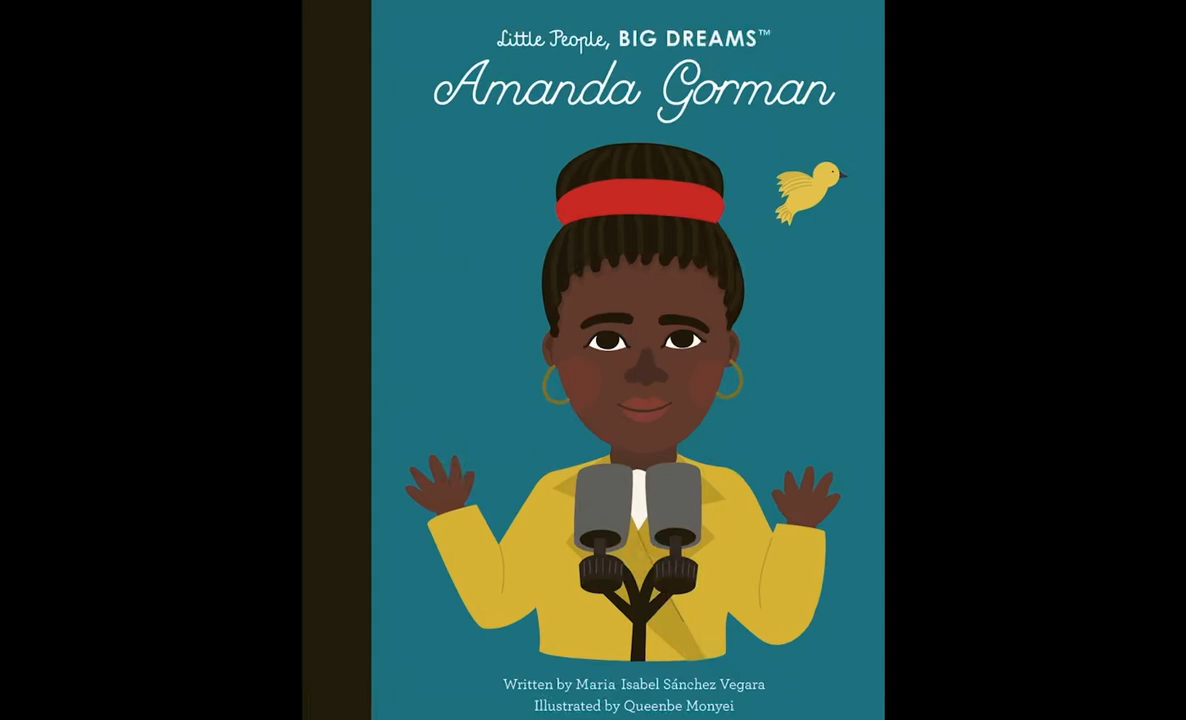 Little People, BIG DREAMS™
Amanda Gorman
Written by Maria Isabel Sánchez Vegara
Illustrated by Queenbe Monyei